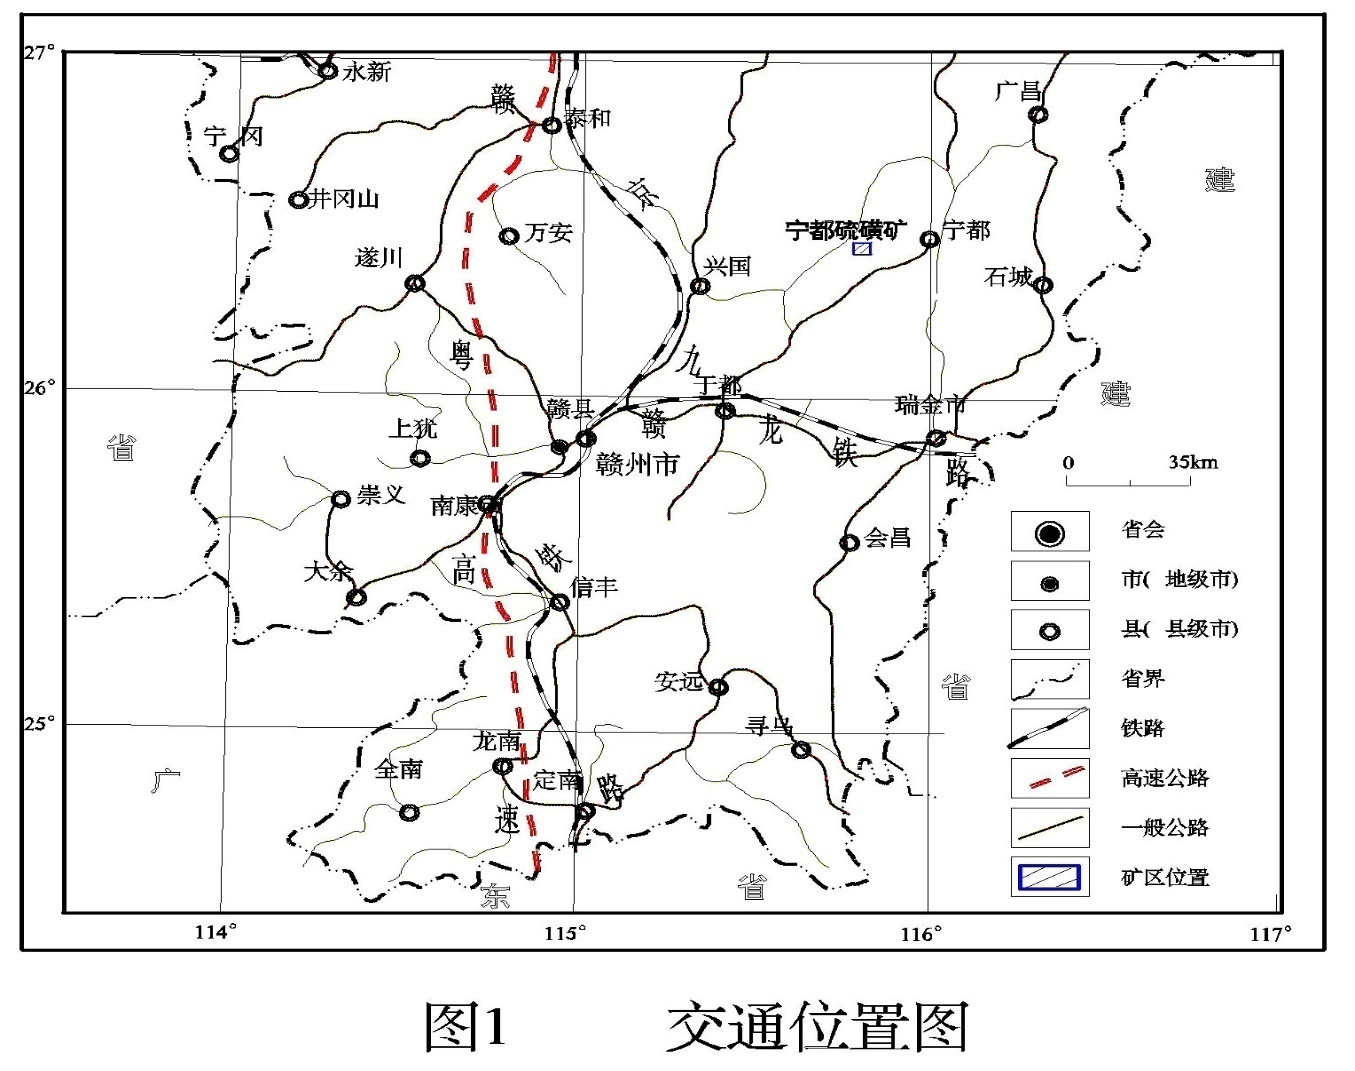 27°
永新
赣
泰和
广昌
宁 冈
京
建
井冈山
万安
宁都硫磺矿
宁都
遂川
兴国
石城
粤
九
26°
于都
建
赣县
瑞金市
省
上犹
赣
龙
铁
赣州市
路
0 35km
崇义
南康
省会
会昌
高
铁
大余
信丰
市( 地级市)
县( 县级市)
安远
省
省界
25°
寻乌
铁路
龙南
全南
定南
路
广
高速公路
速
一般公路
东
省
矿区位置
114° 115° 116° 117°
图1 交通位置图